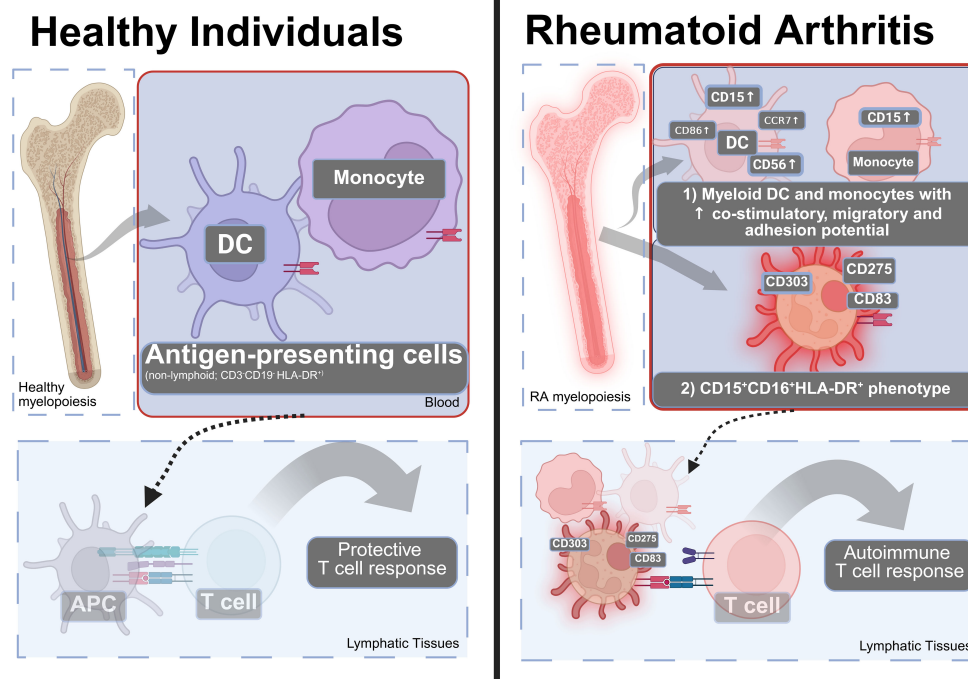 Healthy Individuals
DC
Monocyte
Antigen-presenting cells
(non-lymphoid; CD3⁻CD19⁻ HLA-DR⁺⁾
Blood
Healthy
myelopoiesis
APC
T cell
Protective
T cell response
Lymphatic Tissues
Rheumatoid Arthritis
CD15↑
CCR7↑
CD86↑
DC
CD56↑
CD15↑
Monocyte
1) Myeloid DC and monocytes with
↑ co-stimulatory, migratory and
adhesion potential
CD303
CD275
CD83
2) CD15⁺CD16⁺HLA-DR⁺ phenotype
RA myelopoiesis
CD303
CD275
CD83
T cell
Autoimmune
T cell response
Lymphatic Tissues